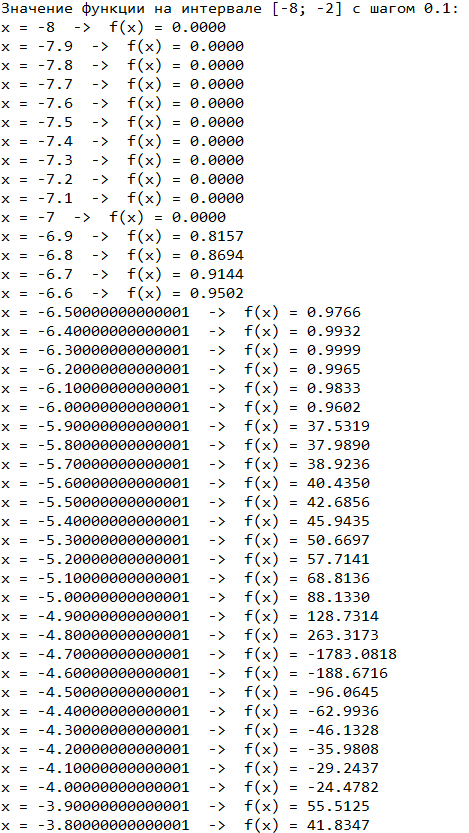 Значение функции на интервале [-8; -2] с шагом 0.1:
x = -8  ->  f(x) = 0.0000
x = -7.9  ->  f(x) = 0.0000
x = -7.8  ->  f(x) = 0.0000
x = -7.7  ->  f(x) = 0.0000
x = -7.6  ->  f(x) = 0.0000
x = -7.5  ->  f(x) = 0.0000
x = -7.4  ->  f(x) = 0.0000
x = -7.3  ->  f(x) = 0.0000
x = -7.2  ->  f(x) = 0.0000
x = -7.1  ->  f(x) = 0.0000
x = -7  ->  f(x) = 0.0000
x = -6.9  ->  f(x) = 0.8157
x = -6.8  ->  f(x) = 0.8694
x = -6.7  ->  f(x) = 0.9144
x = -6.6  ->  f(x) = 0.9502
x = -6.50000000000001  ->  f(x) = 0.9766
x = -6.40000000000001  ->  f(x) = 0.9932
x = -6.30000000000001  ->  f(x) = 0.9999
x = -6.20000000000001  ->  f(x) = 0.9965
x = -6.10000000000001  ->  f(x) = 0.9833
x = -6.00000000000001  ->  f(x) = 0.9602
x = -5.90000000000001  ->  f(x) = 37.5319
x = -5.80000000000001  ->  f(x) = 37.9890
x = -5.70000000000001  ->  f(x) = 38.9236
x = -5.60000000000001  ->  f(x) = 40.4350
x = -5.50000000000001  ->  f(x) = 42.6856
x = -5.40000000000001  ->  f(x) = 45.9435
x = -5.30000000000001  ->  f(x) = 50.6697
x = -5.20000000000001  ->  f(x) = 57.7141
x = -5.10000000000001  ->  f(x) = 68.8136
x = -5.00000000000001  ->  f(x) = 88.1330
x = -4.90000000000001  ->  f(x) = 128.7314
x = -4.80000000000001  ->  f(x) = 263.3173
x = -4.70000000000001  ->  f(x) = -1783.0818
x = -4.60000000000001  ->  f(x) = -188.6716
x = -4.50000000000001  ->  f(x) = -96.0645
x = -4.40000000000001  ->  f(x) = -62.9936
x = -4.30000000000001  ->  f(x) = -46.1328
x = -4.20000000000001  ->  f(x) = -35.9808
x = -4.10000000000001  ->  f(x) = -29.2437
x = -4.00000000000001  ->  f(x) = -24.4782
x = -3.90000000000001  ->  f(x) = 55.5125
x = -3.80000000000001  ->  f(x) = 41.8347